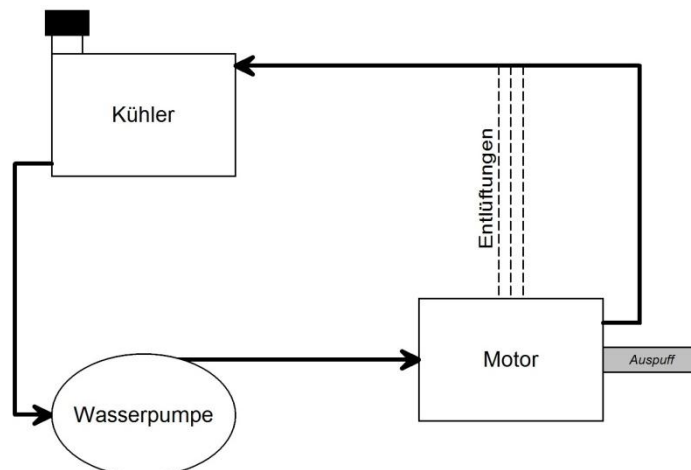 Kühler
Entlüftungen
Motor
Auspuff
Wasserpumpe